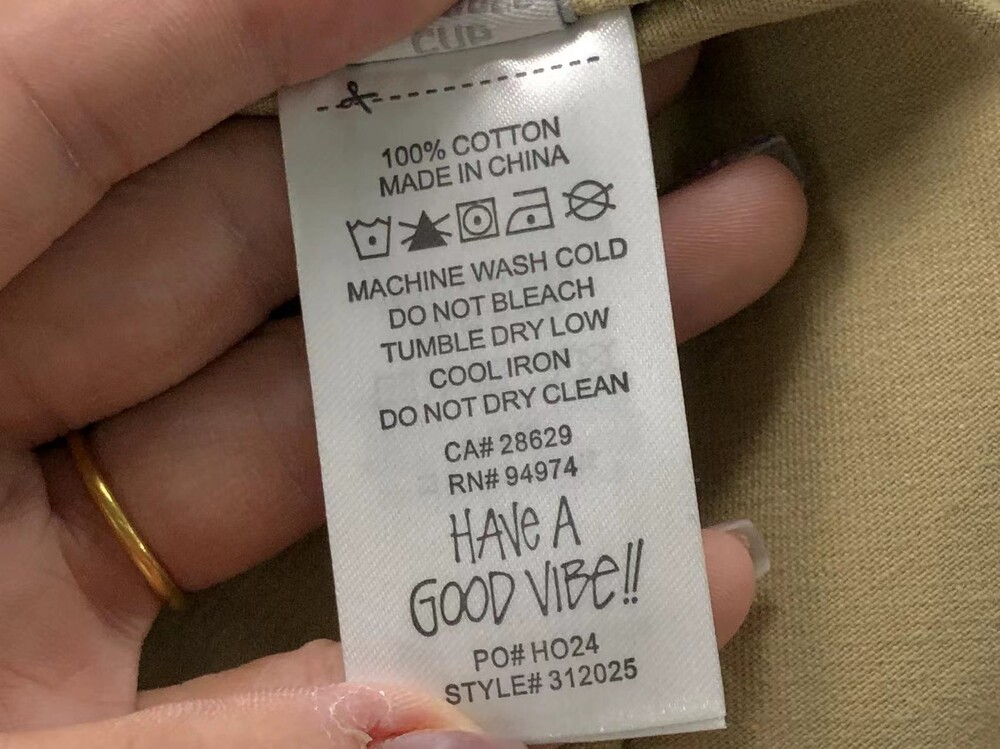 100% COTTON
MADE IN CHINA
MACHINE WASH COLD
DO NOT BLEACH
TUMBLE DRY LOW
COOL IRON
DO NOT DRY CLEAN
CA# 28629
RN# 94974
HAVE A
GOOD VIBE!!
PO# HO24
STYLE# 312025